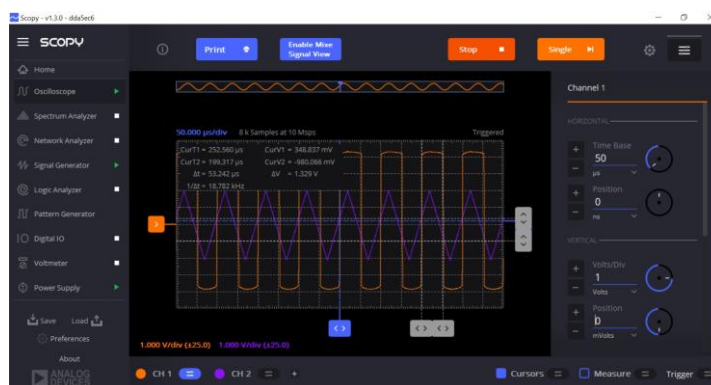 Scopy - v1.3.0 - dda5ec6
SCOPY
Print
Enable Mixe
Signal View
Stop
Single
Home
Oscilloscope
Spectrum Analyzer
Network Analyzer
Signal Generator
Logic Analyzer
Pattern Generator
Digital IO
Voltmeter
Power Supply
Save Load
Preferences
About
ANALOG
DEVICES
50.000 µs/div 8 k Samples at 10 Msps Triggered
CurT1 = 252.560 µs CurV1 = 348.837 mV
CurT2 = 199.317 µs CurV2 = -980.066 mV
Δt = 53.242 µs ΔV = 1.329 V
1/Δt = 18.782 kHz
1.000 V/div (±25.0) 1.000 V/div (±25.0)
CH 1 CH 2 +
Cursors Measure Trigger
Channel 1
HORIZONTAL
+ Time Base
50
- µs
+ Position
0
- ns
VERTICAL
+ Volts/Div
1
- Volts
+ Position
0
- mVolts